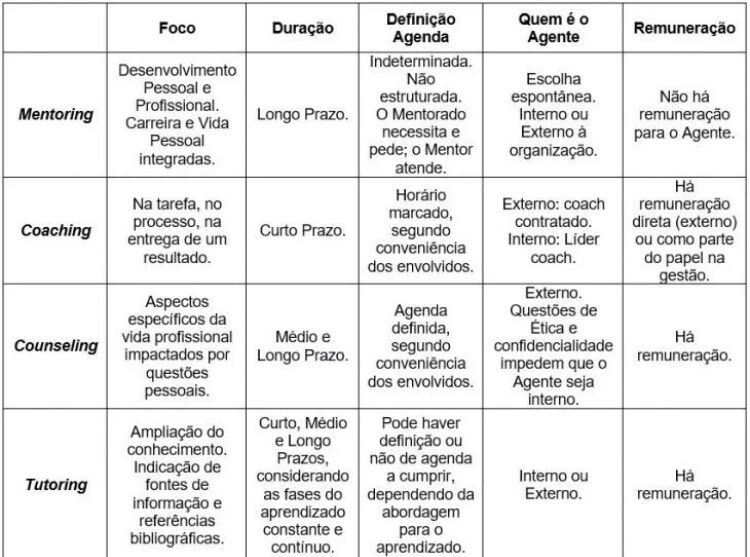 Foco
Duração
Definição
Agenda
Quem é o
Agente
Remuneração
Mentoring
Desenvolvimento
Pessoal e
Profissional.
Carreira e Vida
Pessoal
integradas.
Longo Prazo.
Indeterminada.
Não
estruturada.
O Mentorado
necessita e
pede; o Mentor
atende.
Escolha
espontânea.
Interno ou
Externo à
organização.
Não há
remuneração
para o Agente.
Coaching
Na tarefa, no
processo, na
entrega de um
resultado.
Curto Prazo.
Horário
marcado,
segundo
conveniência
dos envolvidos.
Externo: coach
contratado.
Interno: Líder
coach.
Há
remuneração
direta (externo)
ou como parte
do papel na
gestão.
Counseling
Aspectos
específicos da
vida profissional
impactados por
questões
pessoais.
Médio e
Longo Prazo.
Agenda
definida,
segundo
conveniência
dos envolvidos.
Externo.
Questões de
Ética e
confidencialidade
impedem que o
Agente seja
interno.
Há
remuneração.
Tutoring
Ampliação do
conhecimento.
Indicação de
fontes de
informação e
referências
bibliográficas.
Curto, Médio
e Longo
Prazos,
considerando
as fases do
aprendizado
constante e
contínuo.
Pode haver
definição ou
não de agenda
a cumprir,
dependendo da
abordagem
para o
aprendizado.
Interno ou
Externo.
Há
remuneração.